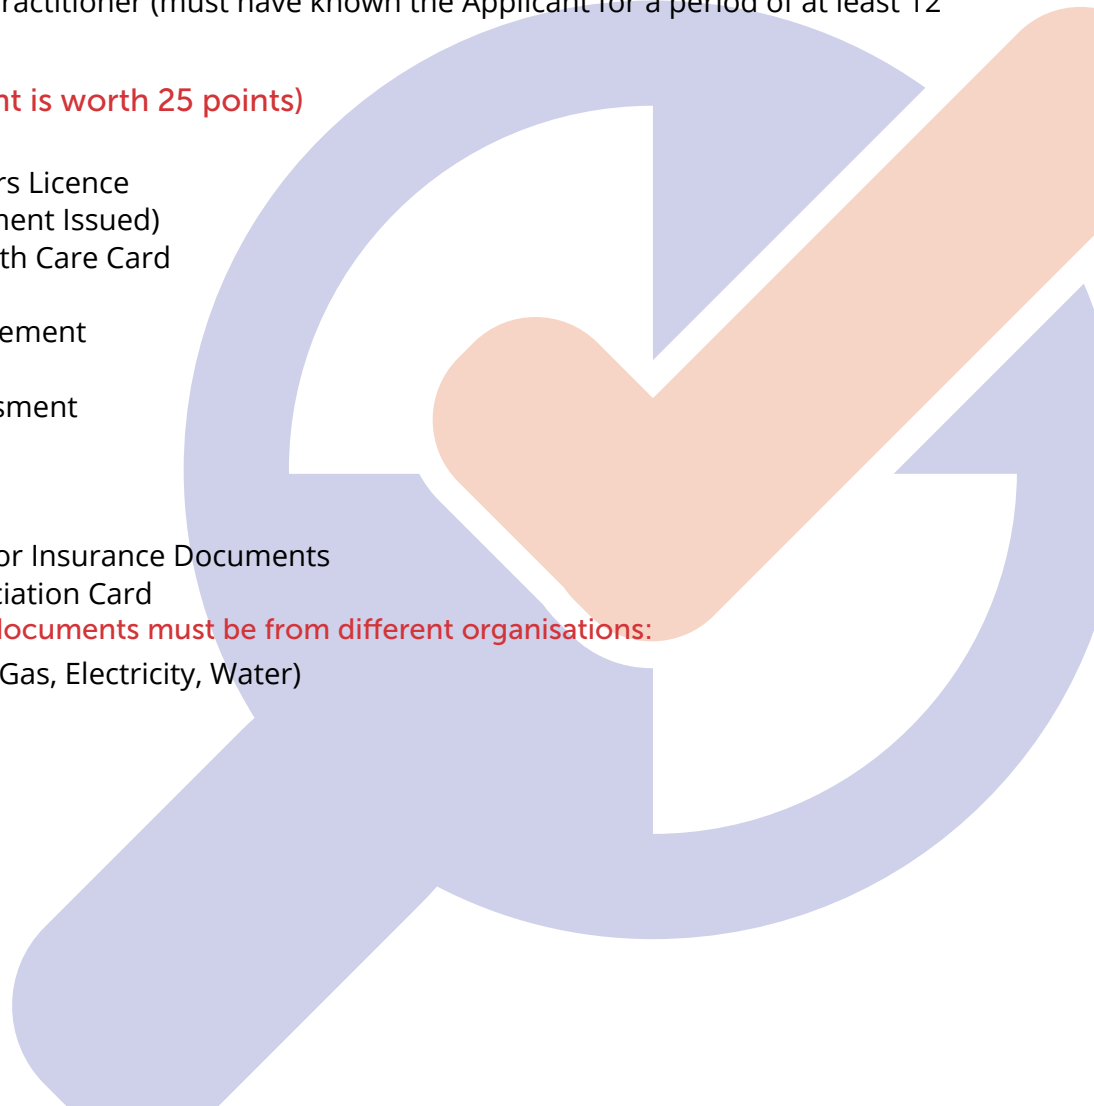 ractitioner (must have known the Applicant for a period of at least 12
nt is worth 25 points)
rs Licence
ment Issued)
th Care Card
ement
sment
or Insurance Documents
ciation Card
documents must be from different organisations:
Gas, Electricity, Water)